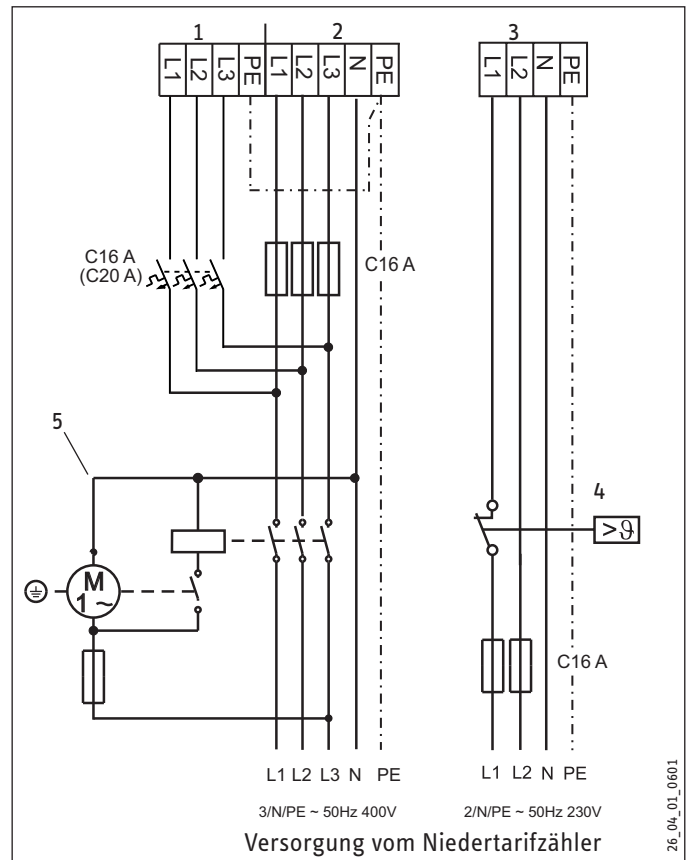 1 2 3
L1 L2 L3 PE L1 L2 L3 N PE L1 L2 N PE
C16 A
(C20 A)
C16 A
5
4
>ϑ
M
1~
C16 A
L1 L2 L3 N PE L1 L2 N PE
3/N/PE ~ 50Hz 400V 2/N/PE ~ 50Hz 230V
Versorgung vom Niedertarifzähler
26_04_01_0601